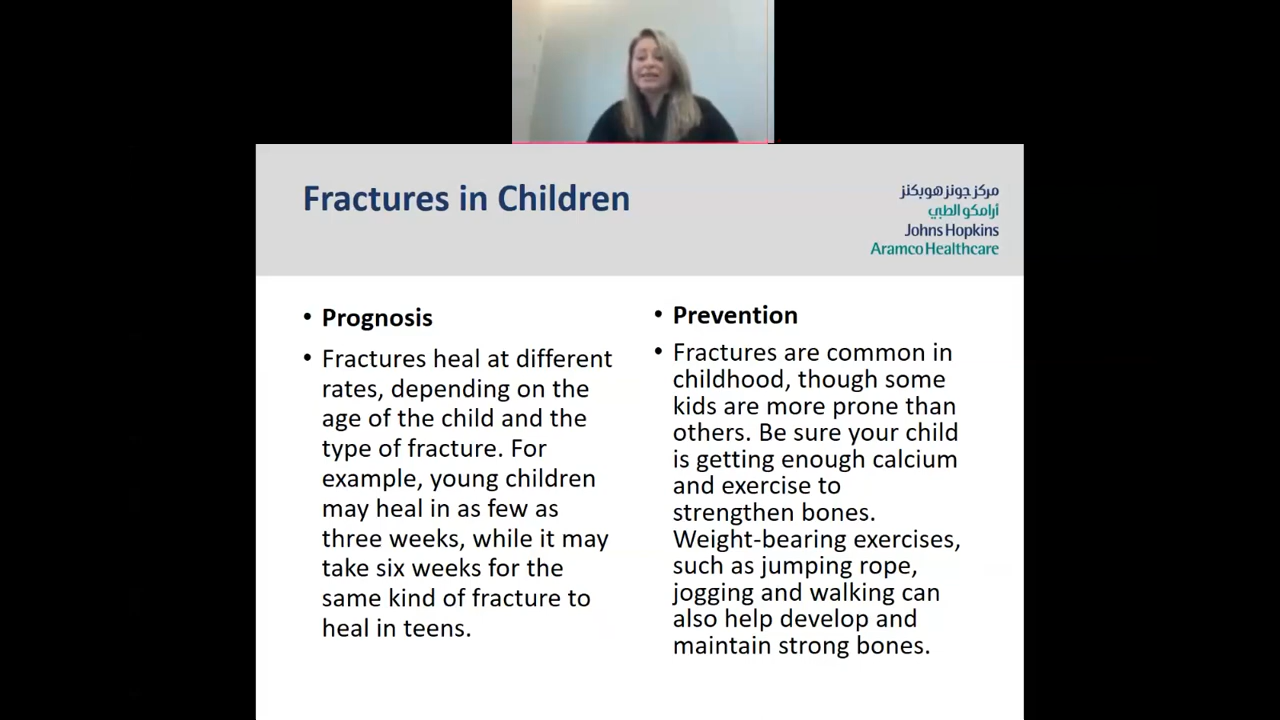 Fractures in Children
مركز جونز هوبكنز
أرامكو الطبي
Johns Hopkins
Aramco Healthcare
• Prognosis
• Fractures heal at different
rates, depending on the
age of the child and the
type of fracture. For
example, young children
may heal in as few as
three weeks, while it may
take six weeks for the
same kind of fracture to
heal in teens.
• Prevention
• Fractures are common in
childhood, though some
kids are more prone than
others. Be sure your child
is getting enough calcium
and exercise to
strengthen bones.
Weight-bearing exercises,
such as jumping rope,
jogging and walking can
also help develop and
maintain strong bones.